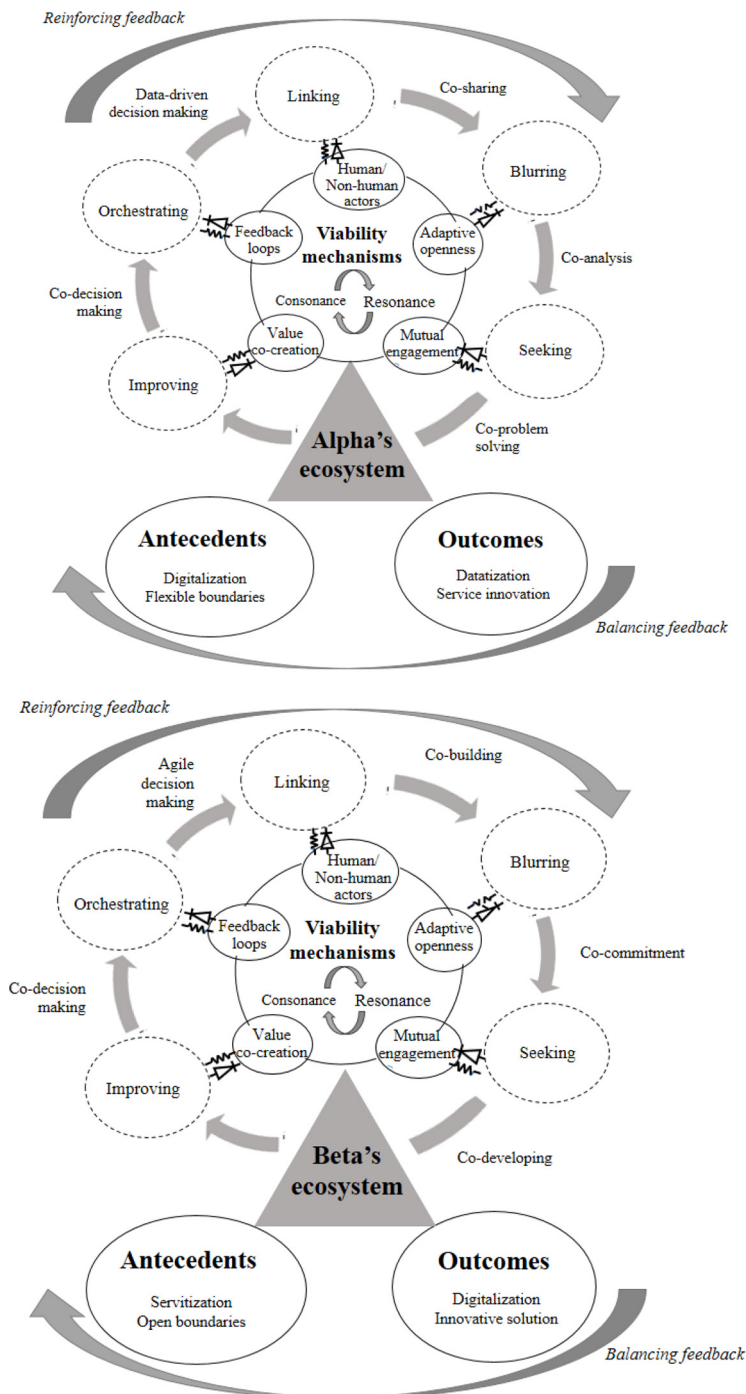 Reinforcing feedback
Data-driven
decision making
Linking
Co-sharing
Human/
Non-human
actors
Blurring
Orchestrating
Feedback
loops
Viability
mechanisms
Adaptive
openness
Co-analysis
Consonance
Resonance
Co-decision
making
Value
co-creation
Mutual
engagement
Seeking
Improving
Co-problem
solving
Alpha's
ecosystem
Antecedents
Digitalization
Flexible boundaries
Outcomes
Datatization
Service innovation
Balancing feedback
Reinforcing feedback
Agile
decision
making
Linking
Co-building
Human/
Non-human
actors
Blurring
Orchestrating
Feedback
loops
Viability
mechanisms
Adaptive
openness
Co-commitment
Consonance
Resonance
Co-decision
making
Value
co-creation
Mutual
engagement
Seeking
Improving
Co-developing
Beta's
ecosystem
Antecedents
Servitization
Open boundaries
Outcomes
Digitalization
Innovative solution
Balancing feedback